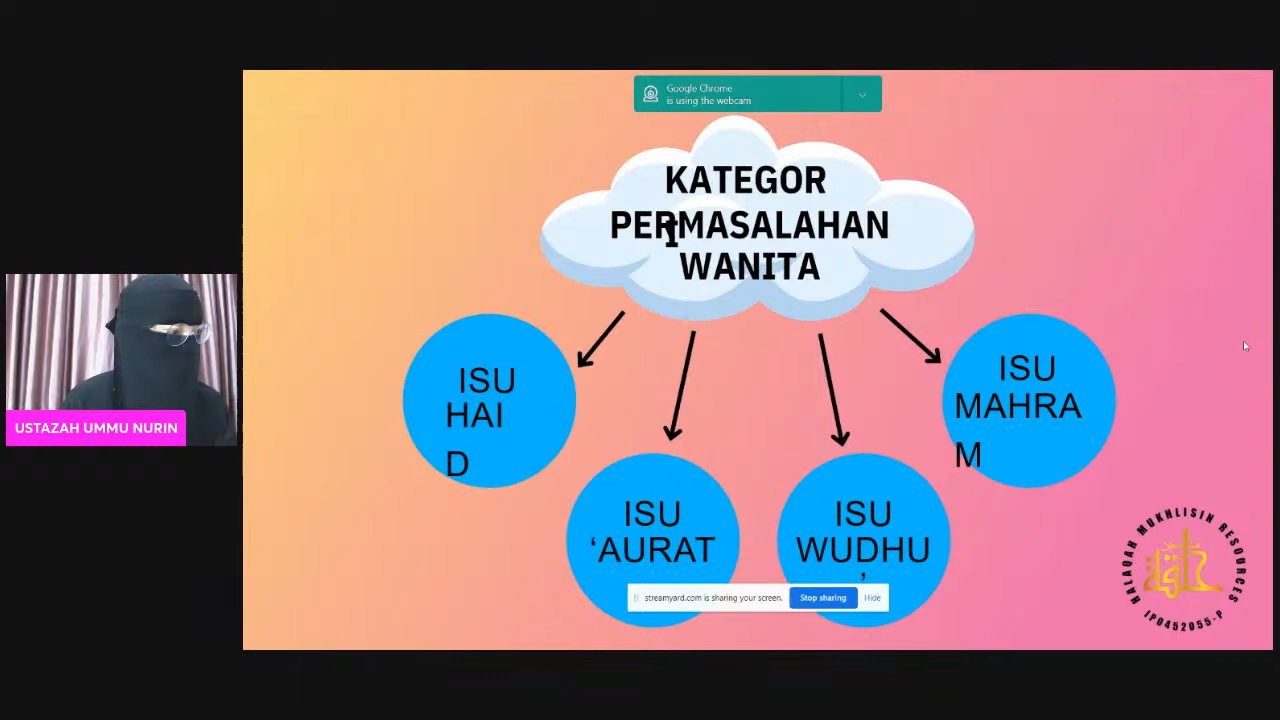 Google Chrome
is using the webcam
KATEGOR
I
PERMASALAHAN
WANITA
ISU
HAI
D
ISU
‘AURAT
ISU
WUDHU
’
ISU
MAHRA
M
USTAZAH UMMU NURIN
streamyard.com is sharing your screen.
Stop sharing
Hide
HALAQAH MUKHLISIN RESOURCES
IP0452055-P